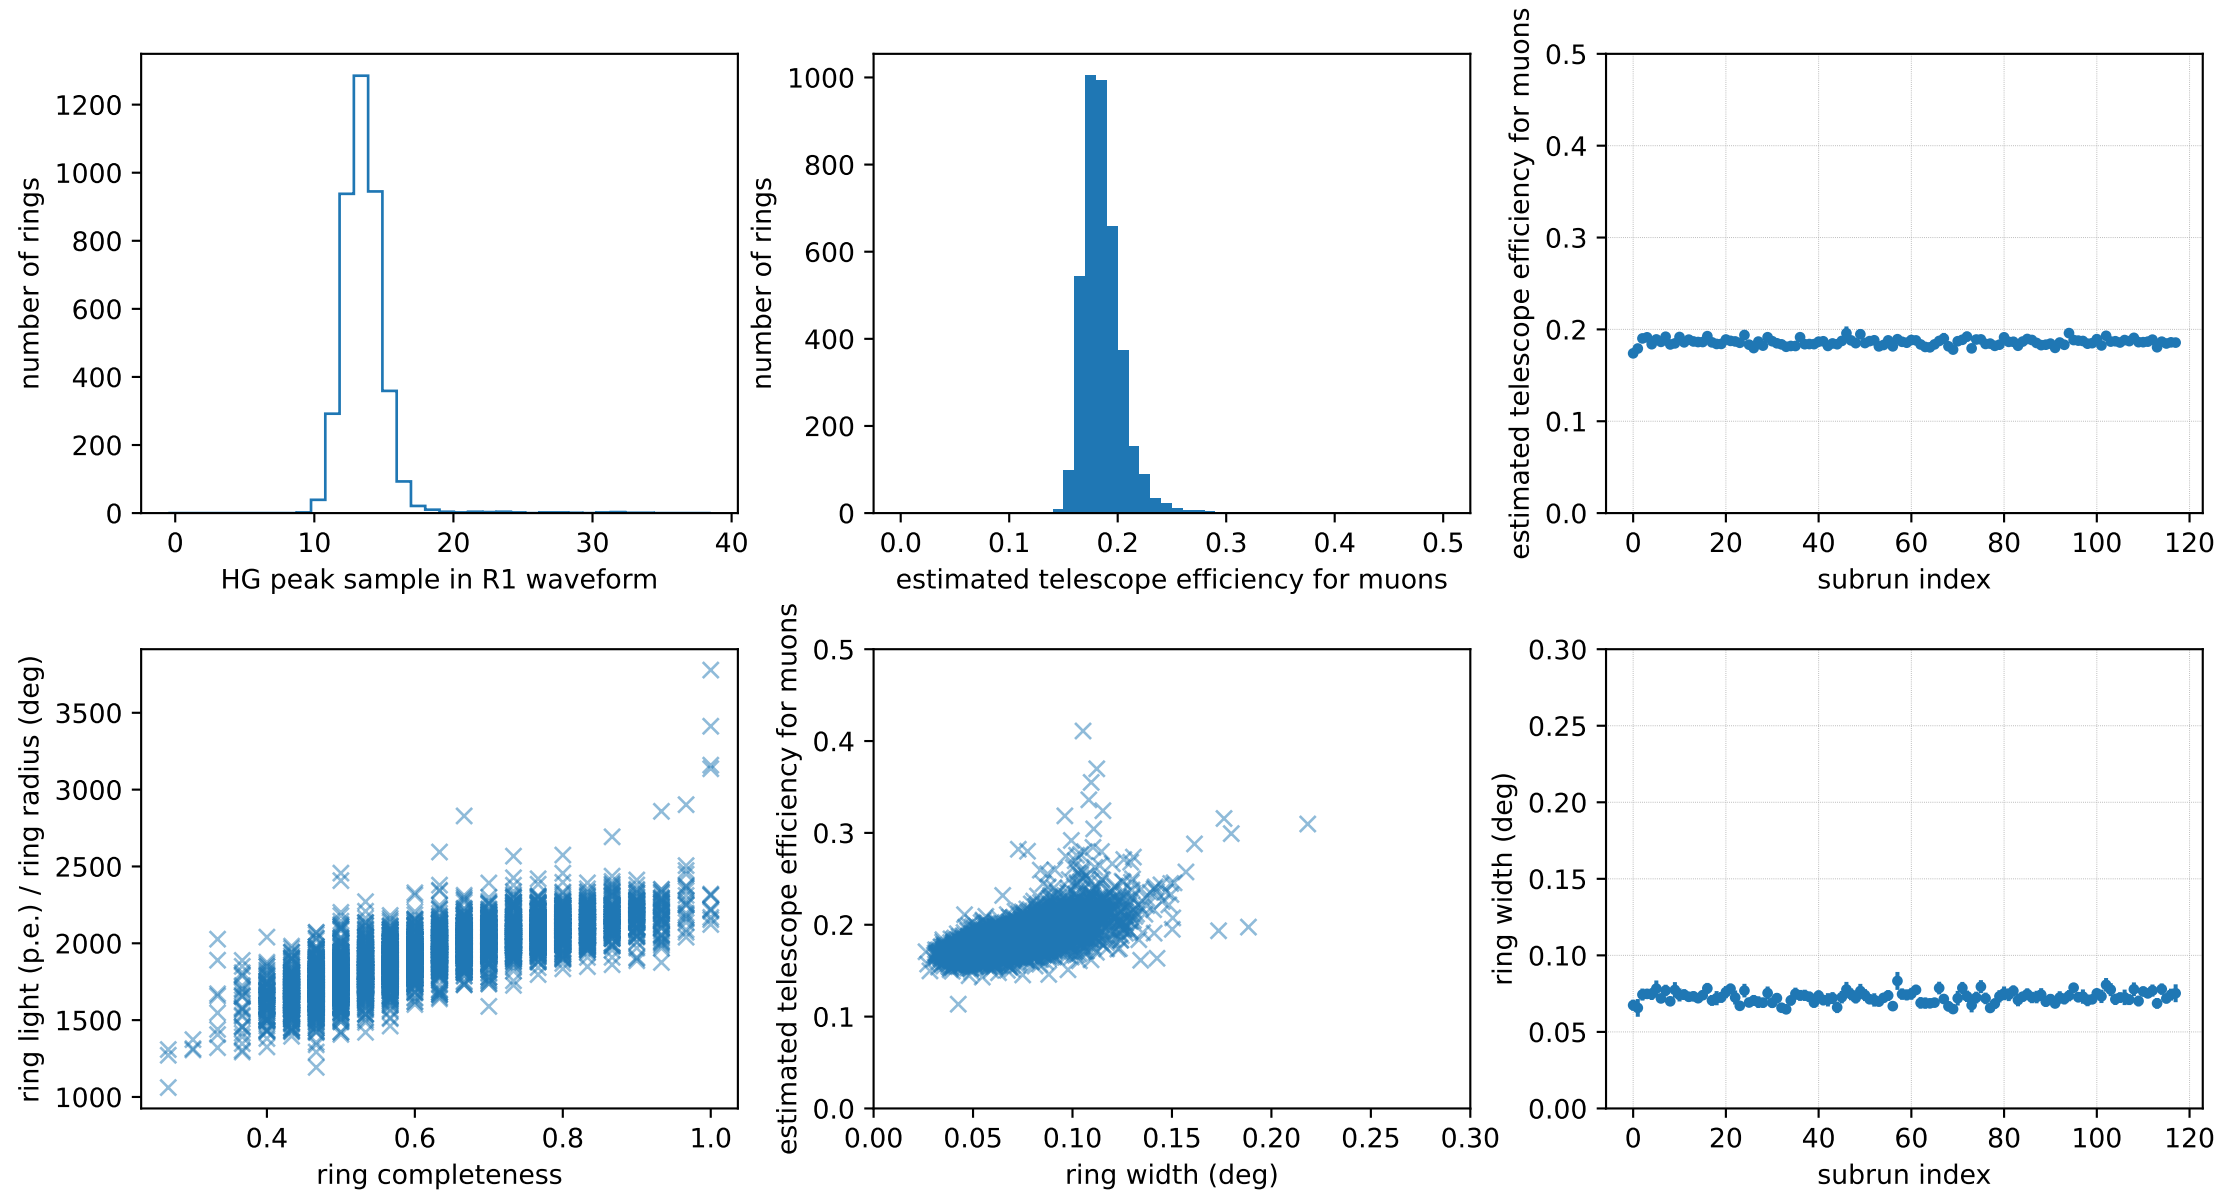 number of rings
1200
1000
800
600
400
200
0
0 10 20 30 40
HG peak sample in R1 waveform
number of rings
1000
800
600
400
200
0
0.0 0.1 0.2 0.3 0.4 0.5
estimated telescope efficiency for muons
estimated telescope efficiency for muons
0.5
0.4
0.3
0.2
0.1
0.0
0 20 40 60 80 100 120
subrun index
ring light (p.e.) / ring radius (deg)
3500
3000
2500
2000
1500
1000
0.4 0.6 0.8 1.0
ring completeness
estimated telescope efficiency for muons
0.5
0.4
0.3
0.2
0.1
0.0
0.00 0.05 0.10 0.15 0.20 0.25 0.30
ring width (deg)
ring width (deg)
0.30
0.25
0.20
0.15
0.10
0.05
0.00
0 20 40 60 80 100 120
subrun index